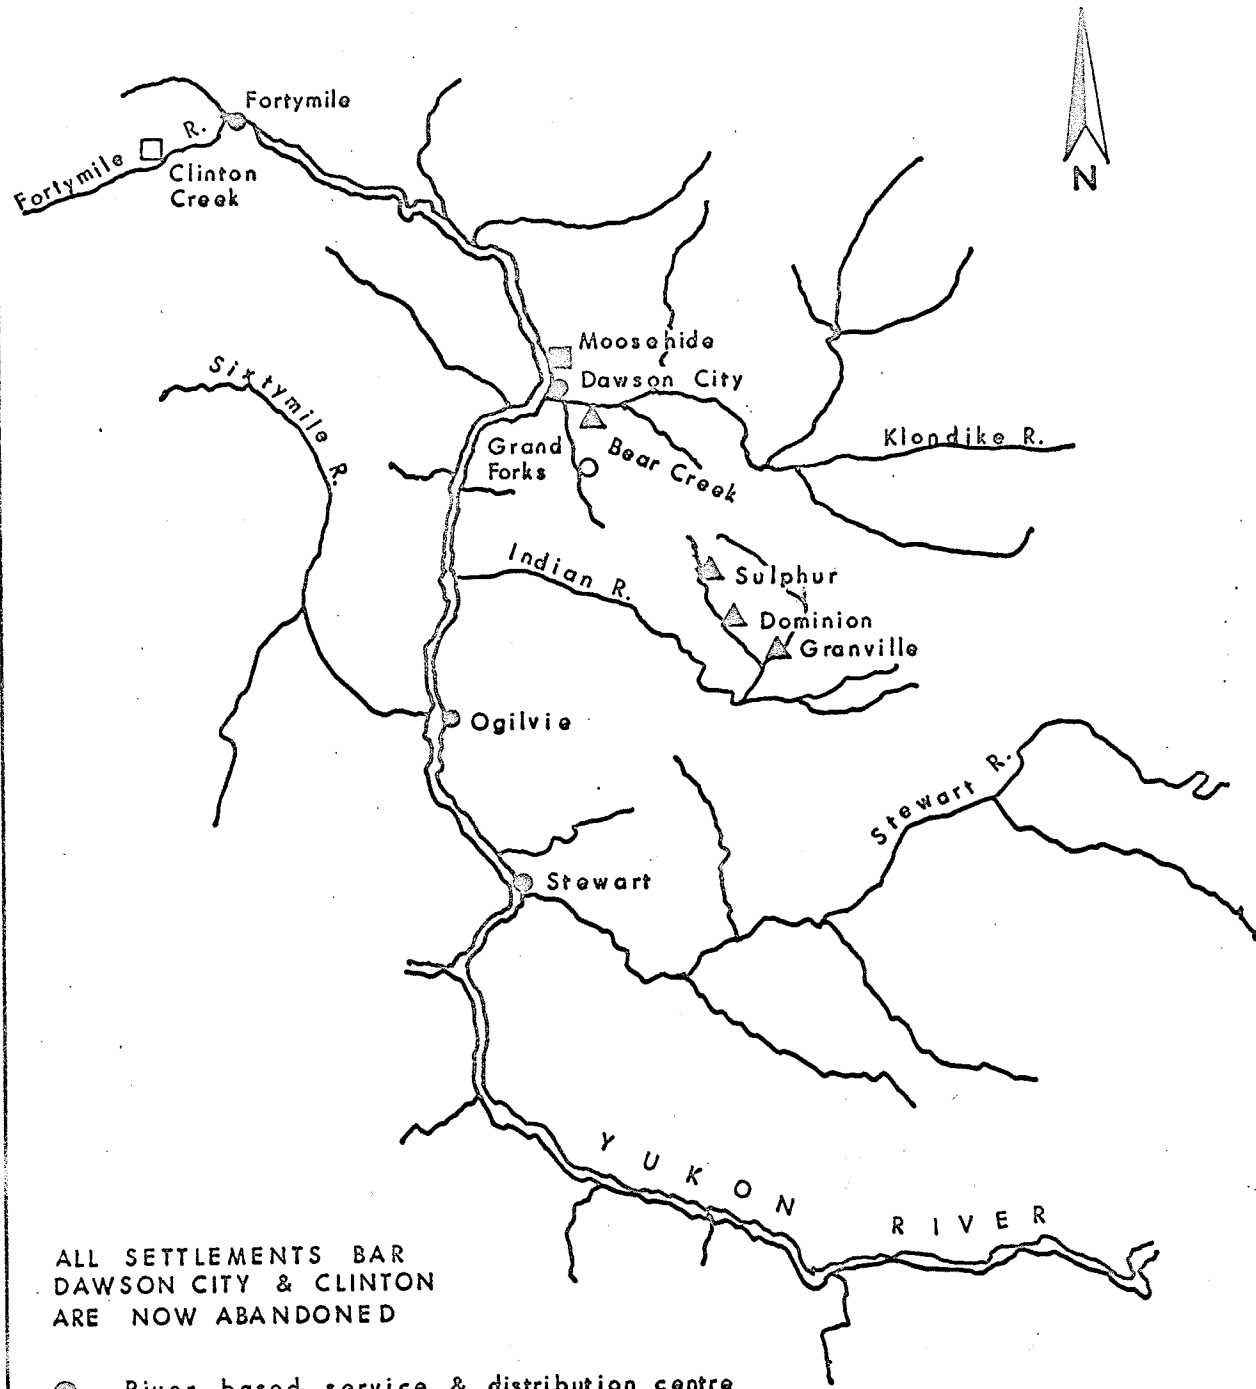 Fortymile
Fortymile R.
Clinton
Creek
N
Moosehide
Dawson City
Sixtymile R.
Klondike R.
Grand
Forks
Bear Creek
Indian R.
Sulphur
Dominion
Granville
Ogilvie
Stewart R.
Stewart
YUKON RIVER
ALL SETTLEMENTS BAR
DAWSON CITY & CLINTON
ARE NOW ABANDONED
River based service & distribution centre